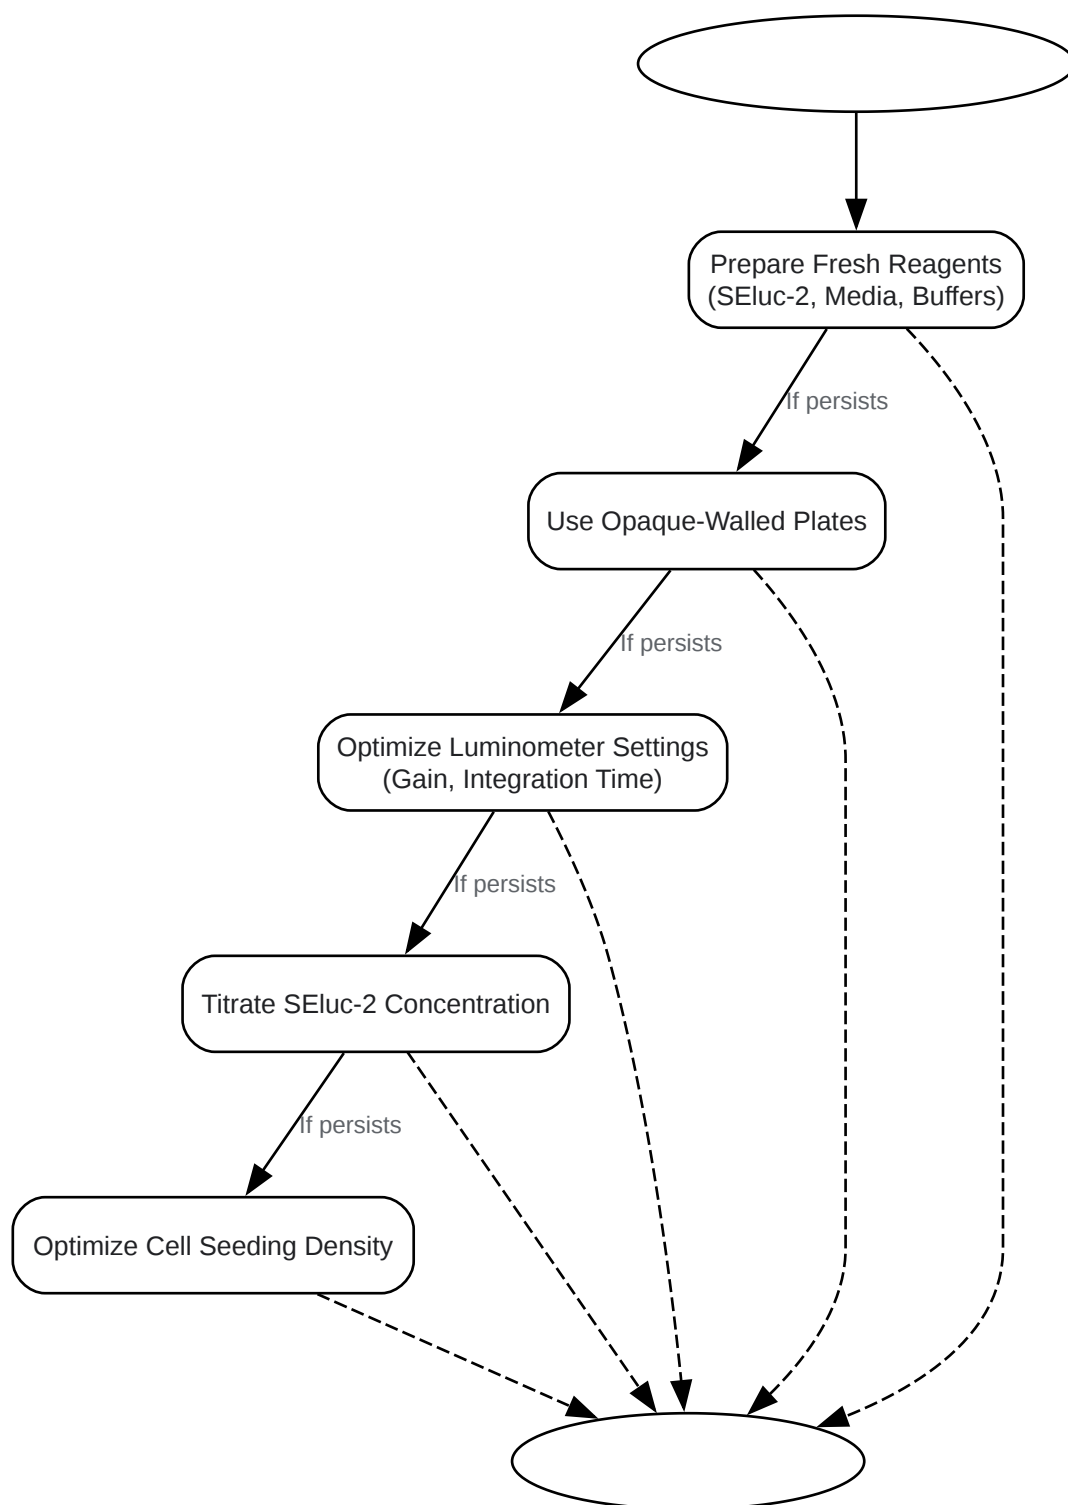 Prepare Fresh Reagents
(SEluc-2, Media, Buffers)
If persists
Use Opaque-Walled Plates
If persists
Optimize Luminometer Settings
(Gain, Integration Time)
If persists
Titrate SEluc-2 Concentration
If persists
Optimize Cell Seeding Density